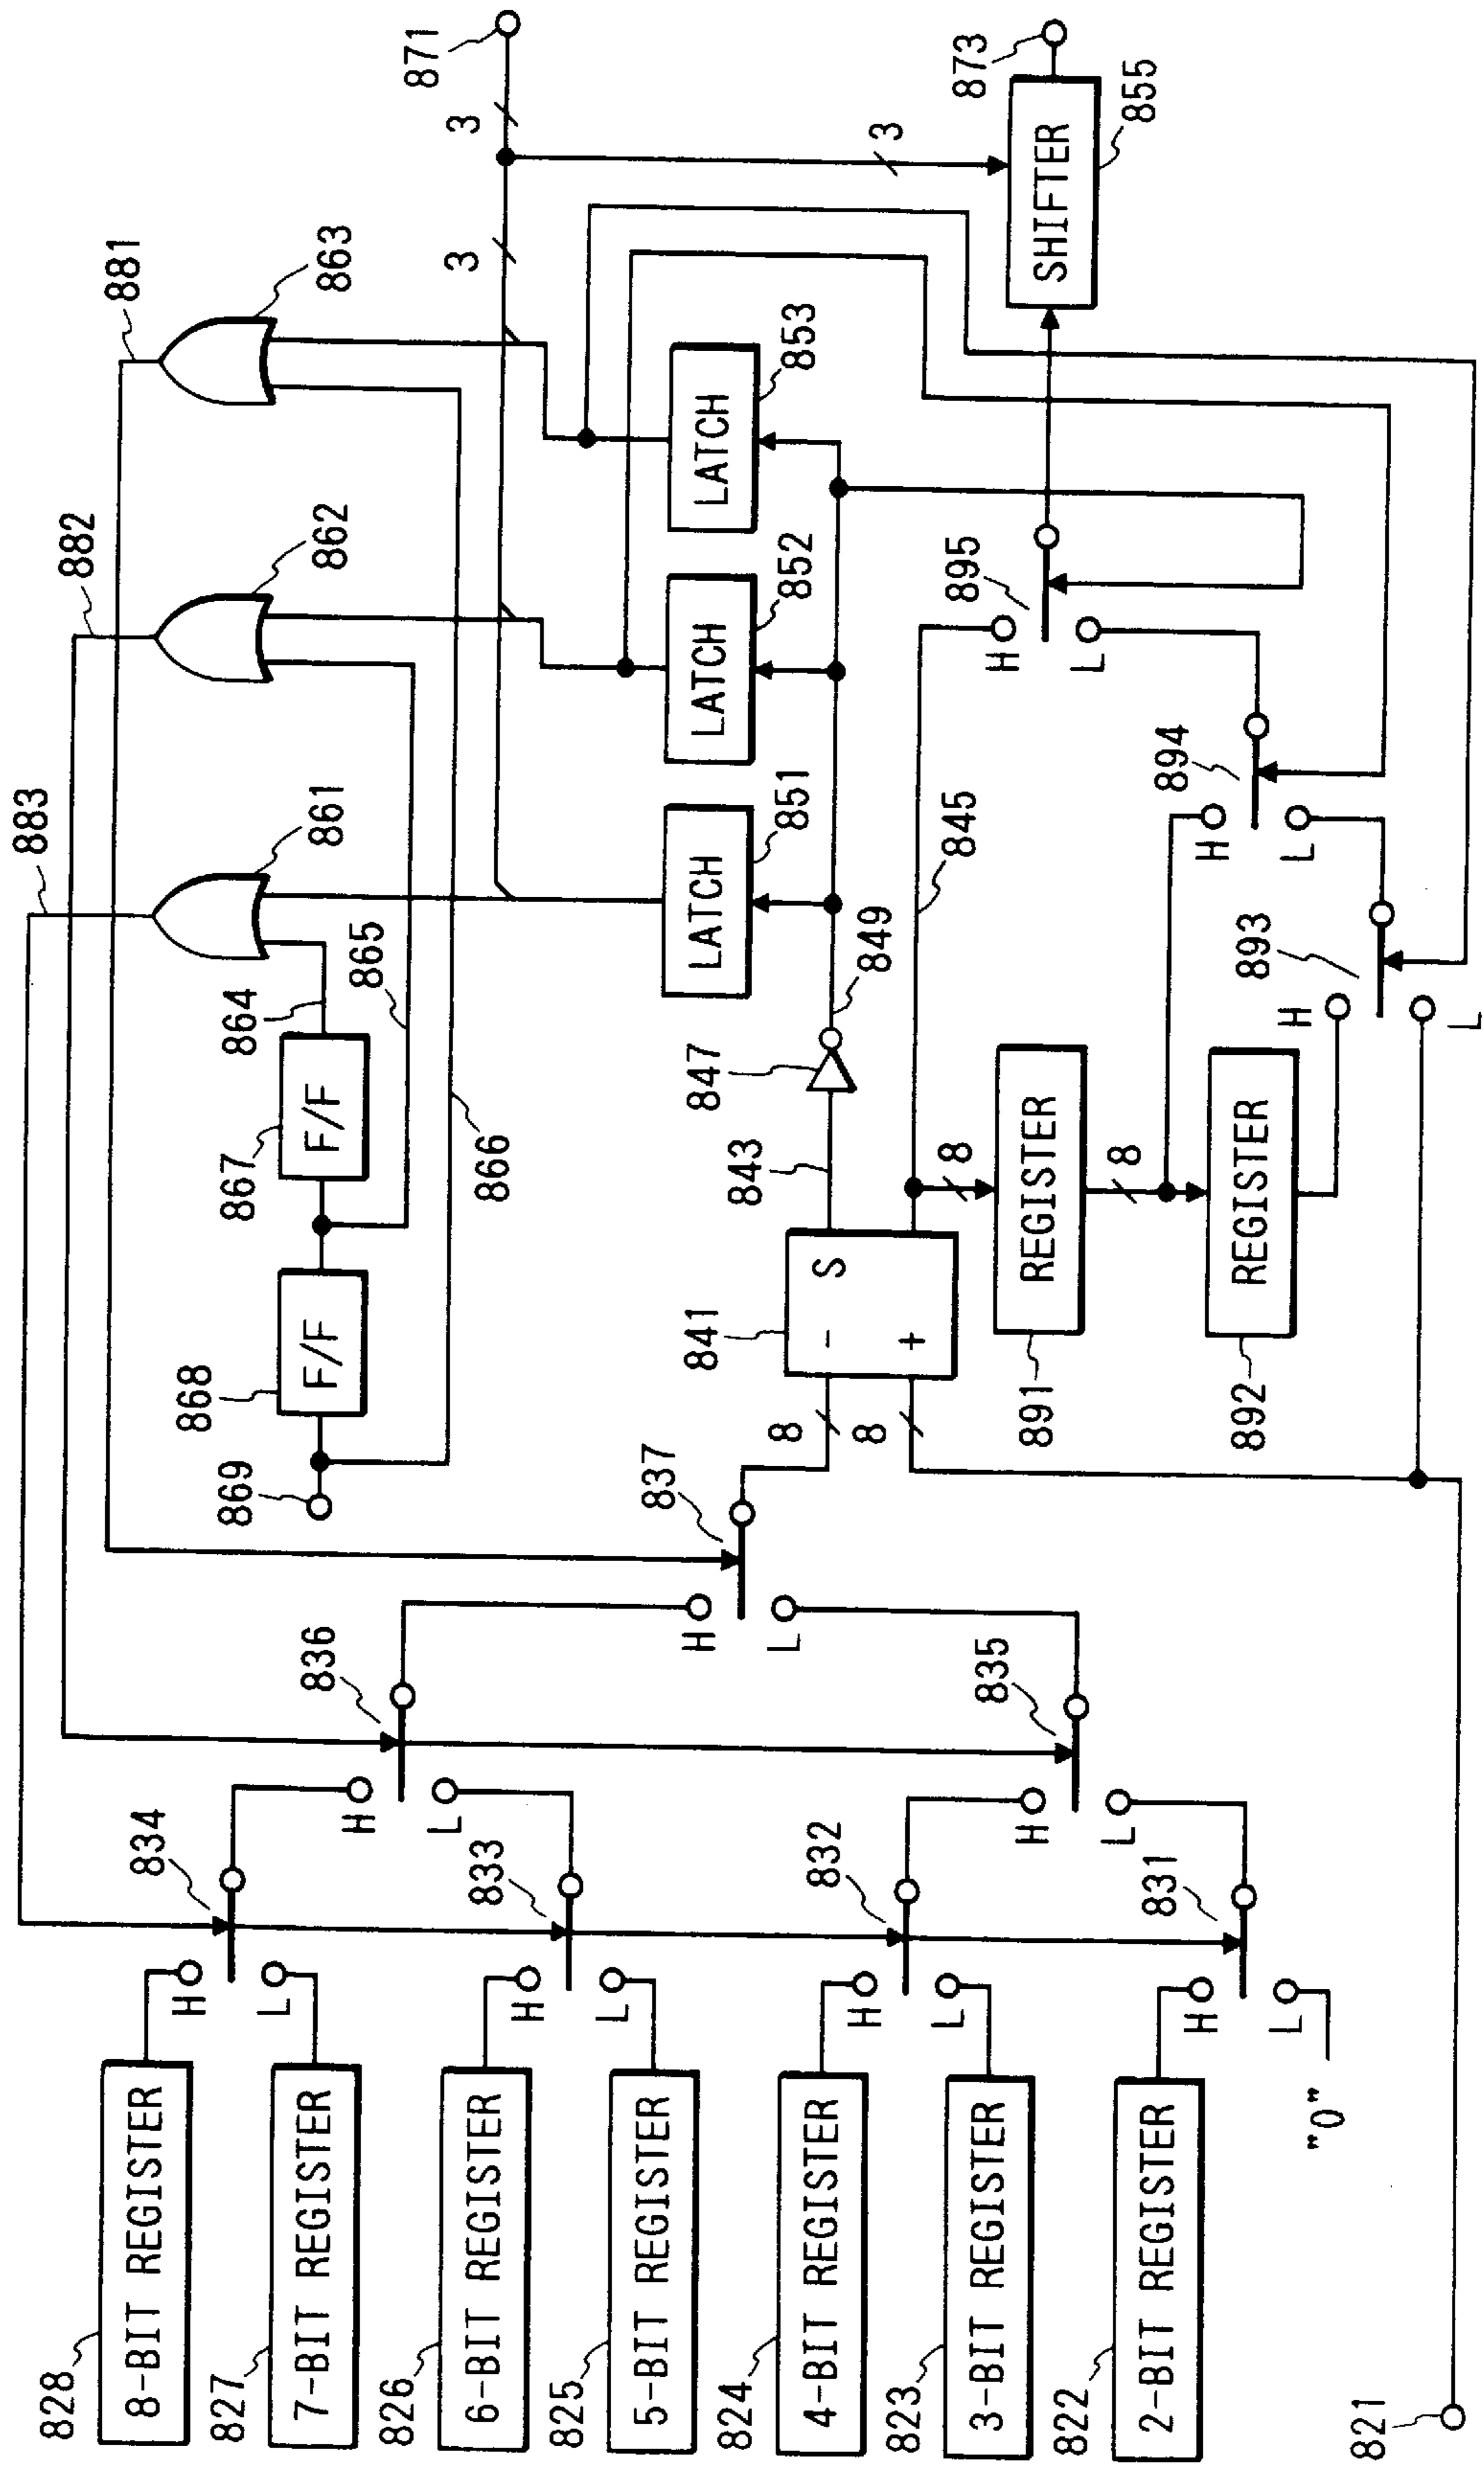 828
8-BIT REGISTER
827
7-BIT REGISTER
826
6-BIT REGISTER
825
5-BIT REGISTER
824
4-BIT REGISTER
823
3-BIT REGISTER
822
2-BIT REGISTER
"0"
821
H
L
834
H
L
833
H
L
832
H
L
831
H
L
836
H
L
835
H
L
837
869
868
F/F
867
F/F
864
865
866
883
861
882
862
881
863
8
8
841
-
+
S
843
847
849
845
LATCH
851
LATCH
852
LATCH
853
3
3
871
3
8
REGISTER
891
8
REGISTER
892
H
L
893
H
L
894
H
L
895
SHIFTER
855
873